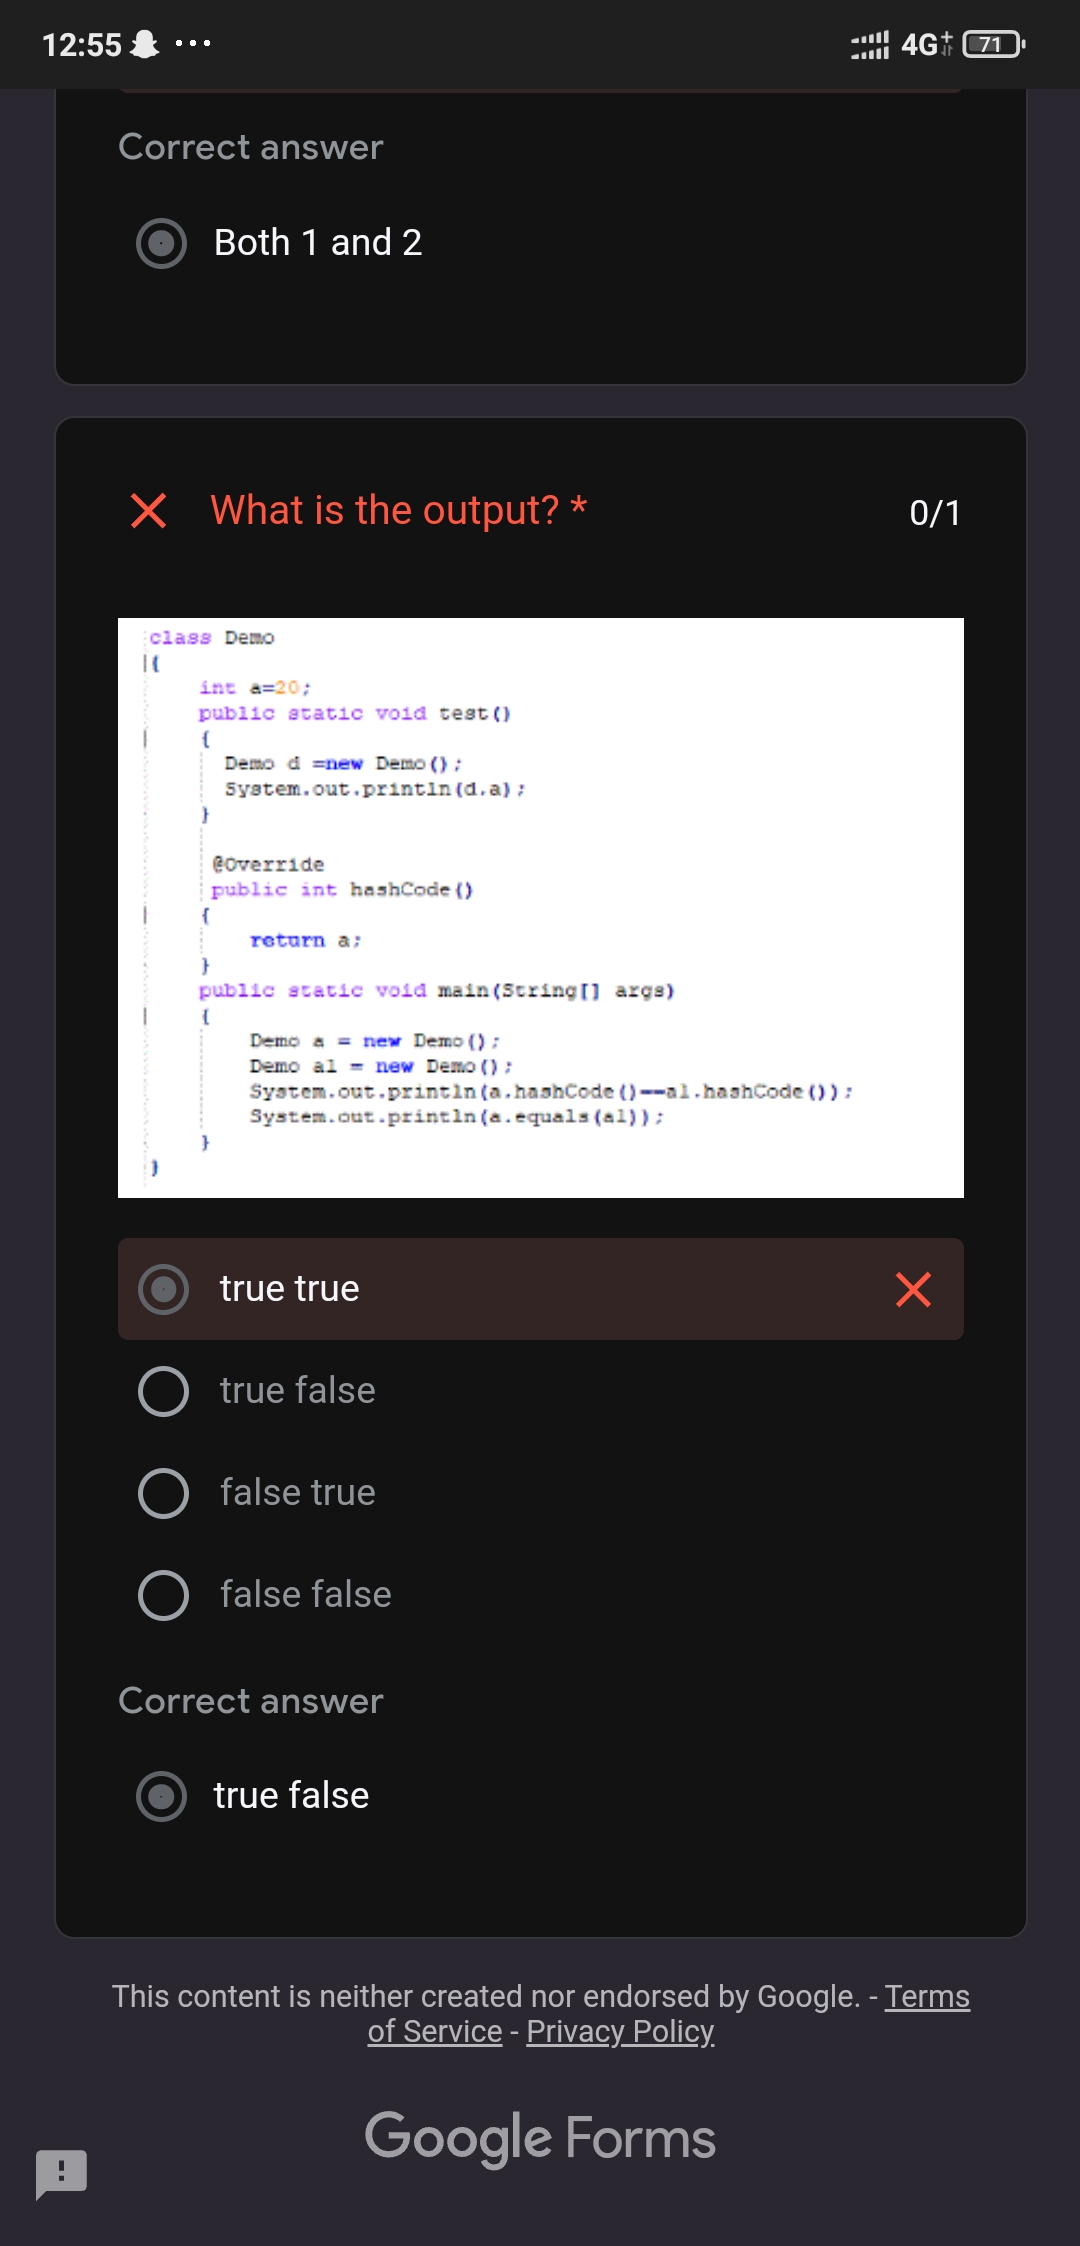 12:55
4G+ 71
Correct answer
Both 1 and 2
What is the output? *
0/1
class Demo
{
int a=20;
public static void test()
{
Demo d =new Demo();
System.out.println(d.a);
}
@Override
public int hashCode()
{
return a;
}
public static void main(String[] args)
{
Demo a = new Demo();
Demo a1 = new Demo();
System.out.println(a.hashCode()==a1.hashCode());
System.out.println(a.equals(a1));
}
}
true true
true false
false true
false false
Correct answer
true false
This content is neither created nor endorsed by Google. - Terms
of Service - Privacy Policy
Google Forms